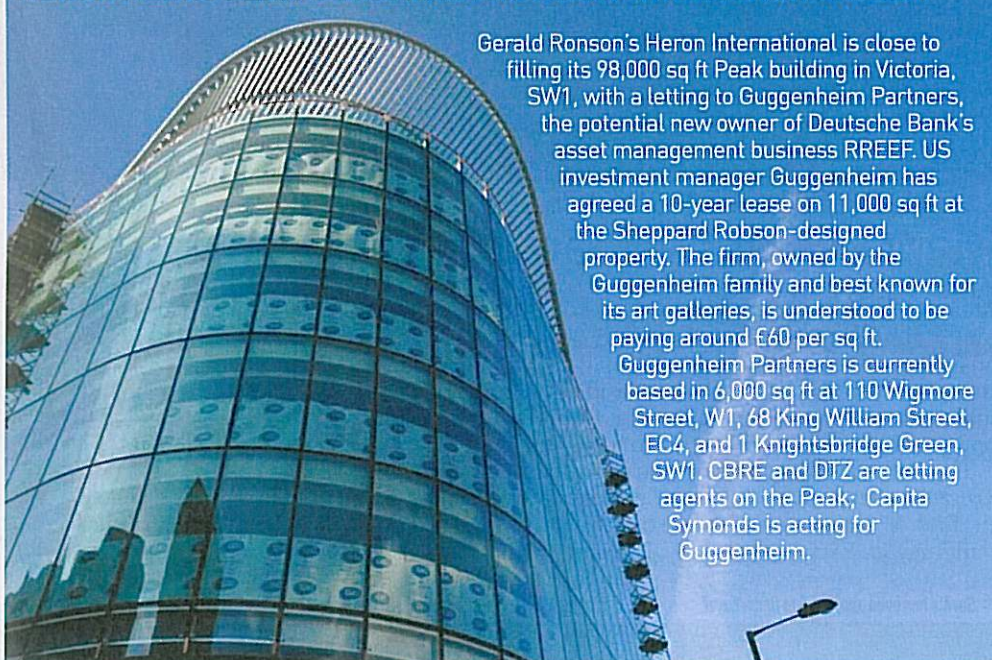 Gerald Ronson's Heron International is close to
filling its 98,000 sq ft Peak building in Victoria,
SW1, with a letting to Guggenheim Partners,
the potential new owner of Deutsche Bank's
asset management business RREEF. US
investment manager Guggenheim has
agreed a 10-year lease on 11,000 sq ft at
the Sheppard Robson-designed
property. The firm, owned by the
Guggenheim family and best known for
its art galleries, is understood to be
paying around £60 per sq ft.
Guggenheim Partners is currently
based in 6,000 sq ft at 110 Wigmore
Street, W1, 68 King William Street,
EC4, and 1 Knightsbridge Green,
SW1. CBRE and DTZ are letting
agents on the Peak; Capita
Symonds is acting for
Guggenheim.